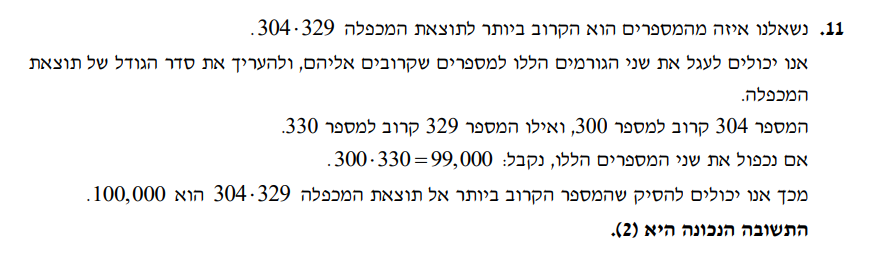 11. נשאלנו איזה מהמספרים הוא הקרוב ביותר לתוצאת המכפלה 304·329.
אנו יכולים לעגל את שני הגורמים הללו למספרים שקרובים אליהם, ולהעריך את סדר הגודל של תוצאת
המכפלה.
המספר 304 קרוב למספר 300, ואילו המספר 329 קרוב למספר 330.
אם נכפול את שני המספרים הללו, נקבל: 300·330=99,000.
מכך אנו יכולים להסיק שהמספר הקרוב ביותר אל תוצאת המכפלה 304·329 הוא 100,000.
התשובה הנכונה היא (2).